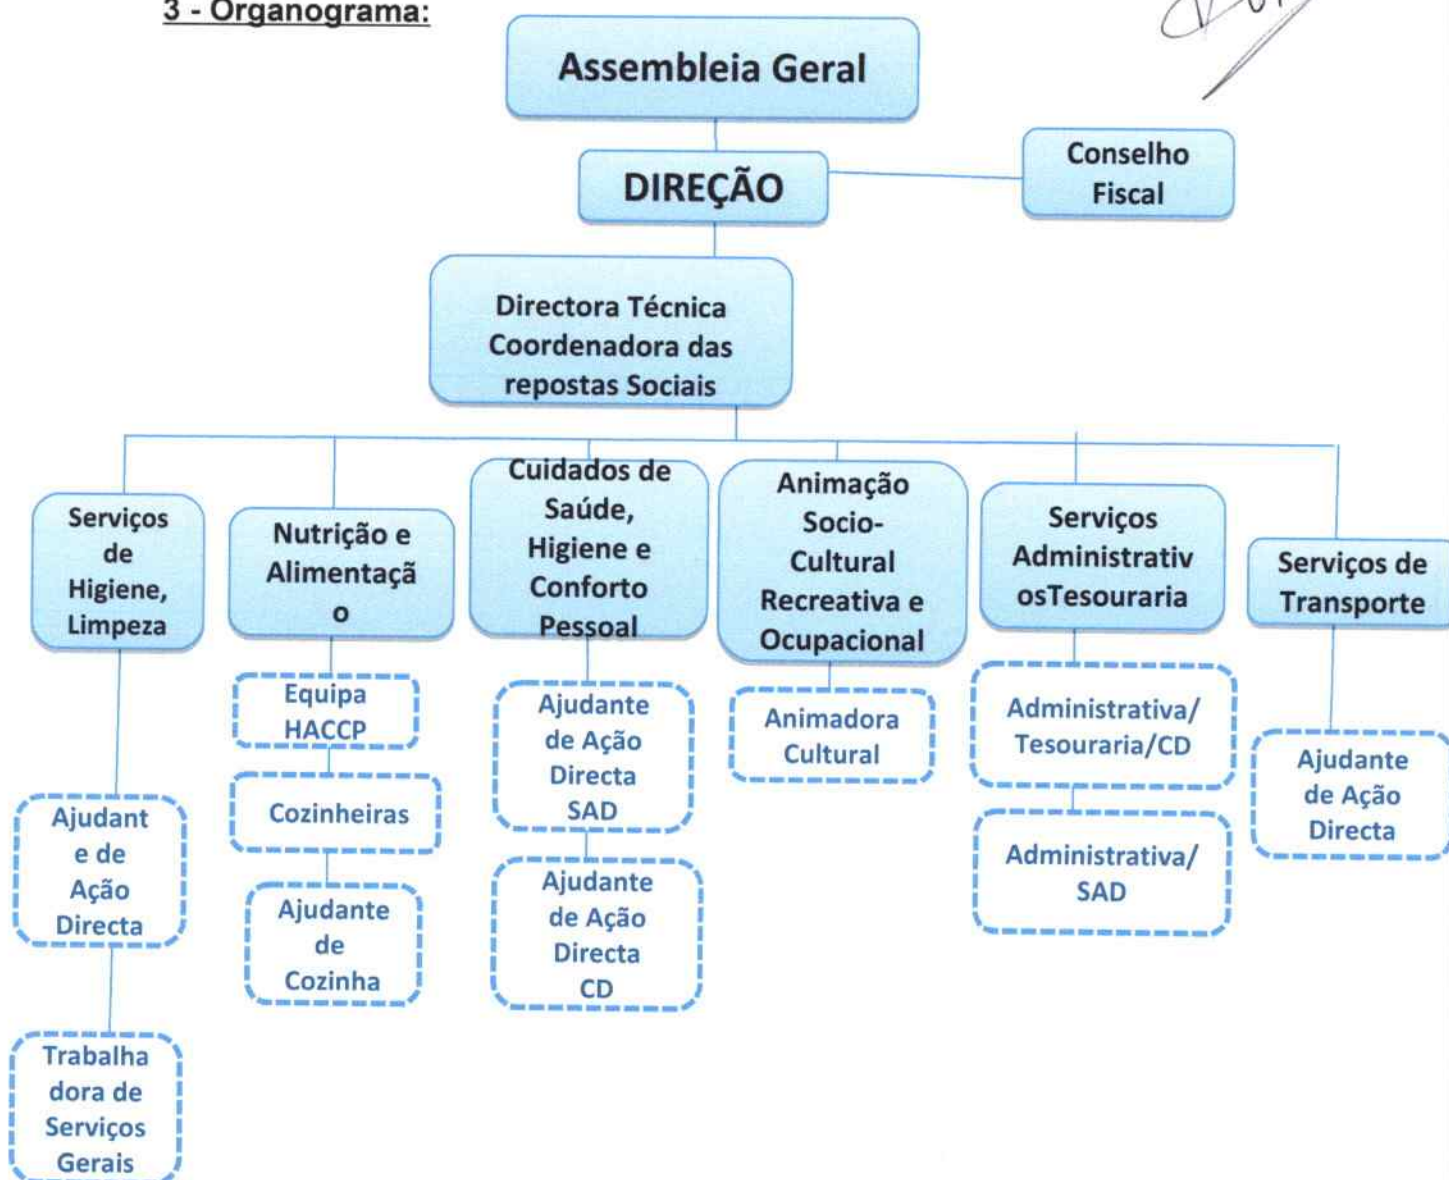 3 - Organograma:
Assembleia Geral
DIREÇÃO
Conselho
Fiscal
Directora Técnica
Coordenadora das
repostas Sociais
Serviços
de
Higiene,
Limpeza
Nutrição e
Alimentaçã
o
Cuidados de
Saúde,
Higiene e
Conforto
Pessoal
Animação
Socio-
Cultural
Recreativa e
Ocupacional
Serviços
Administrativ
osTesouraria
Serviços de
Transporte
Ajudant
e de
Ação
Directa
Trabalha
dora de
Serviços
Gerais
Equipa
HACCP
Cozinheiras
Ajudante
de
Cozinha
Ajudante
de Ação
Directa
SAD
Ajudante
de Ação
Directa
CD
Animadora
Cultural
Administrativa/
Tesouraria/CD
Administrativa/
SAD
Ajudante
de Ação
Directa